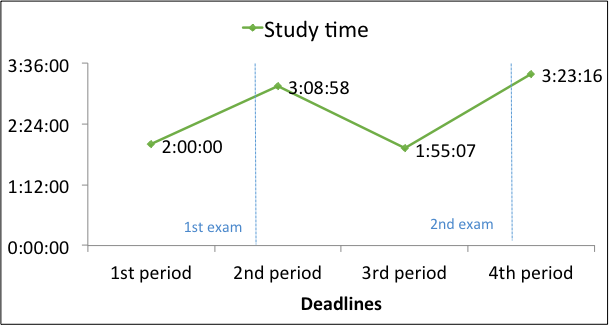 Study time
3:36:00
2:24:00
1:12:00
0:00:00
2:00:00
3:08:58
1:55:07
3:23:16
1st exam
2nd exam
1st period
2nd period
3rd period
4th period
Deadlines